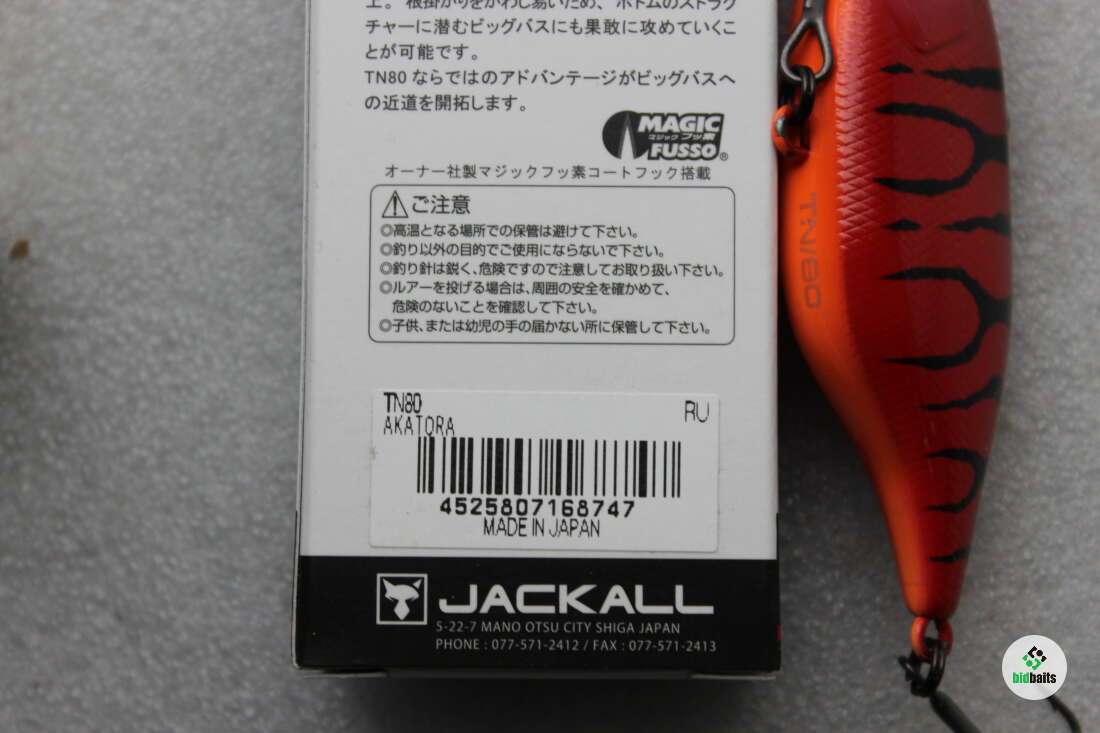 上。根掛かりをかわし易いため、ボトムのストラク
チャーに潜むビッグバスにも果敢に攻めていくこ
とが可能です。
TN80 ならではのアドバンテージがビッグバスへ
の近道を開拓します。
MAGIC
マジック フッ素
FUSSO®
オーナー社製マジックフッ素コートフック搭載
ご注意
◎高温となる場所での保管は避けて下さい。
◎釣り以外の目的でご使用にならないで下さい。
◎釣り針は鋭く、危険ですので注意してお取り扱い下さい。
◎ルアーを投げる場合は、周囲の安全を確かめて、
危険のないことを確認して下さい。
◎子供、または幼児の手の届かない所に保管して下さい。
TN80 RU
AKATORA
4525807168747
MADE IN JAPAN
JACKALL
5-22-7 MANO OTSU CITY SHIGA JAPAN
PHONE : 077-571-2412 / FAX : 077-571-2413
TN/80
bidbaits